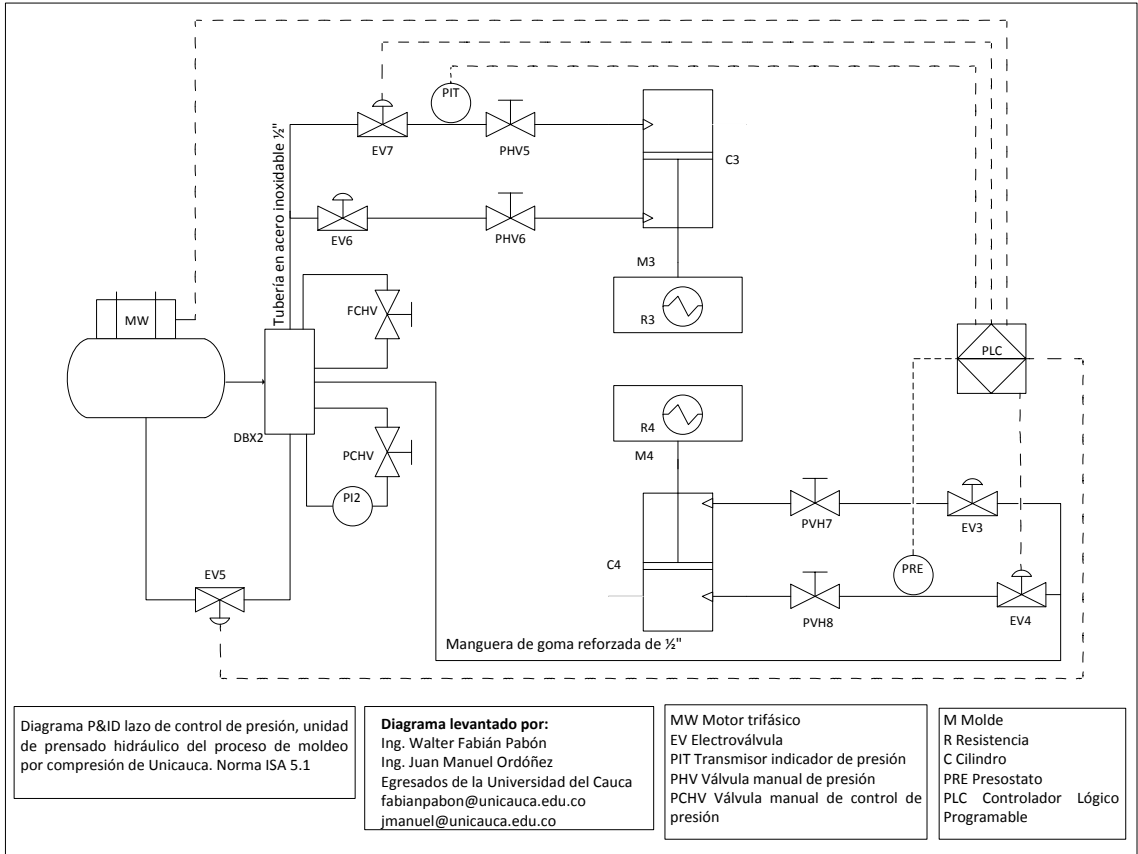 PIT
EV7
PHV5
C3
Tubería en acero inoxidable ½"
EV6
PHV6
M3
R3
MW
FCHV
PLC
DBX2
PCHV
PI2
R4
M4
PVH7
EV3
C4
PRE
EV5
PVH8
EV4
Manguera de goma reforzada de ½"
Diagrama P&ID lazo de control de presión, unidad
de prensado hidráulico del proceso de moldeo
por compresión de Unicauca. Norma ISA 5.1
Diagrama levantado por:
Ing. Walter Fabián Pabón
Ing. Juan Manuel Ordóñez
Egresados de la Universidad del Cauca
fabianpabon@unicauca.edu.co
jmanuel@unicauca.edu.co
MW Motor trifásico
EV Electroválvula
PIT Transmisor indicador de presión
PHV Válvula manual de presión
PCHV Válvula manual de control de
presión
M Molde
R Resistencia
C Cilindro
PRE Presostato
PLC Controlador Lógico
Programable